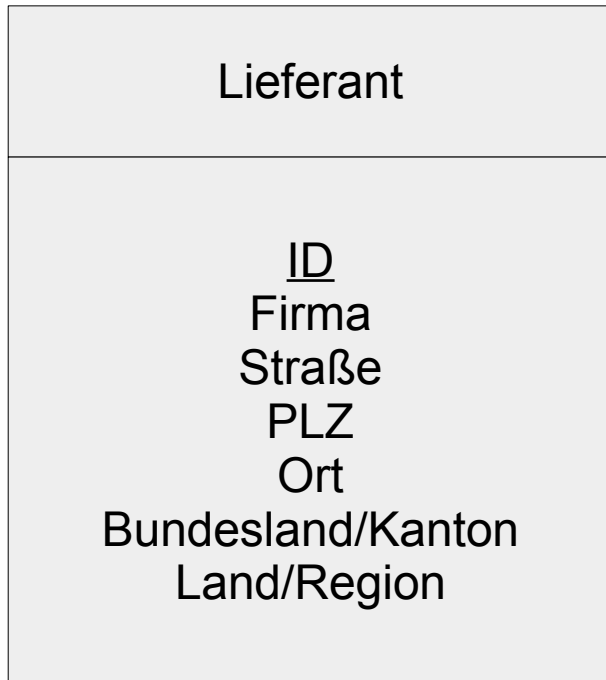 Lieferant
ID
Firma
Straße
PLZ
Ort
Bundesland/Kanton
Land/Region